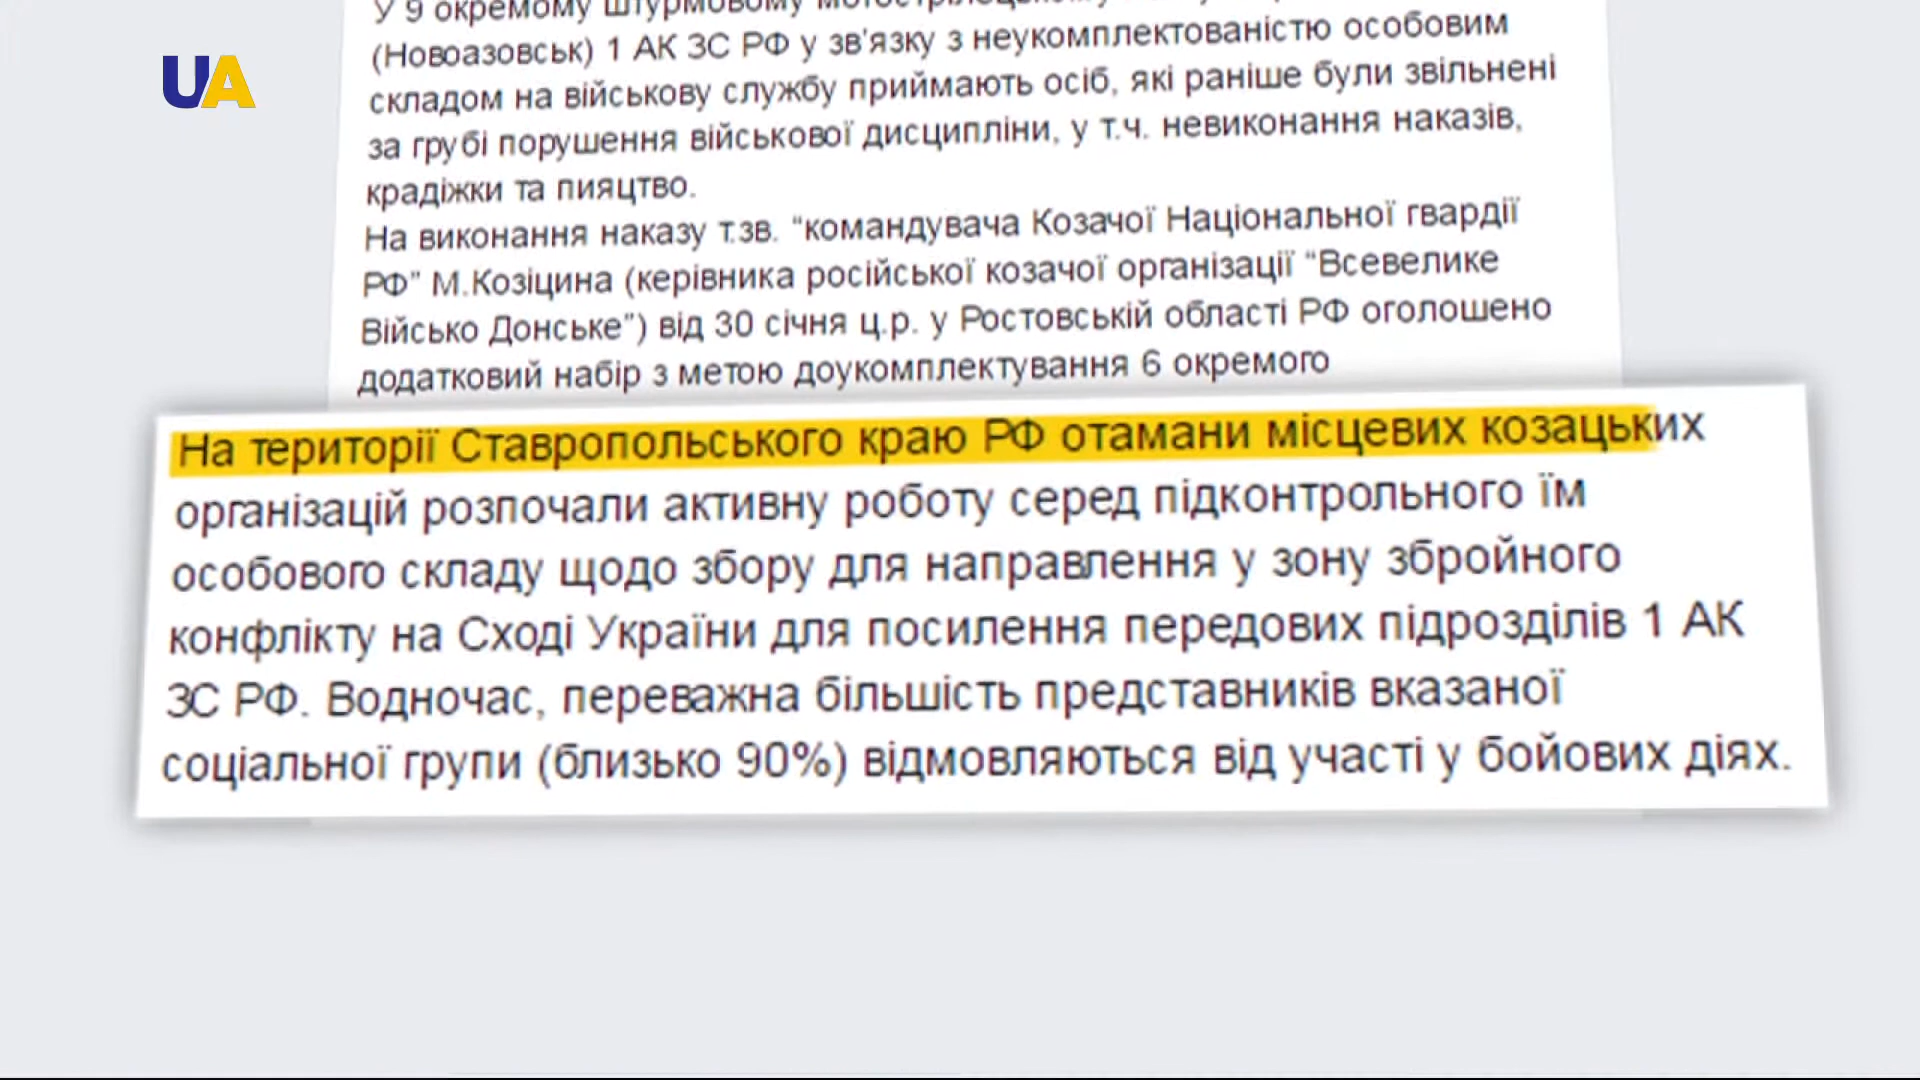 UA
У 9 окремому штурмовому
(Новоазовськ) 1 АК ЗС РФ у зв'язку з неукомплектованістю особовим
складом на військову службу приймають осіб, які раніше були звільнені
за грубі порушення військової дисципліни, у т.ч. невиконання наказів,
крадіжки та пияцтво.
На виконання наказу т.зв. “командувача Козачої Національної гвардії
РФ” М.Козіцина (керівника російської козачої організації “Всевелике
Військо Донське”) від 30 січня ц.р. у Ростовській області РФ оголошено
додатковий набір з метою доукомплектування 6 окремого
На території Ставропольського краю РФ отамани місцевих козацьких
організацій розпочали активну роботу серед підконтрольного їм
особового складу щодо збору для направлення у зону збройного
конфлікту на Сході України для посилення передових підрозділів 1 АК
ЗС РФ. Водночас, переважна більшість представників вказаної
соціальної групи (близько 90%) відмовляються від участі у бойових діях.